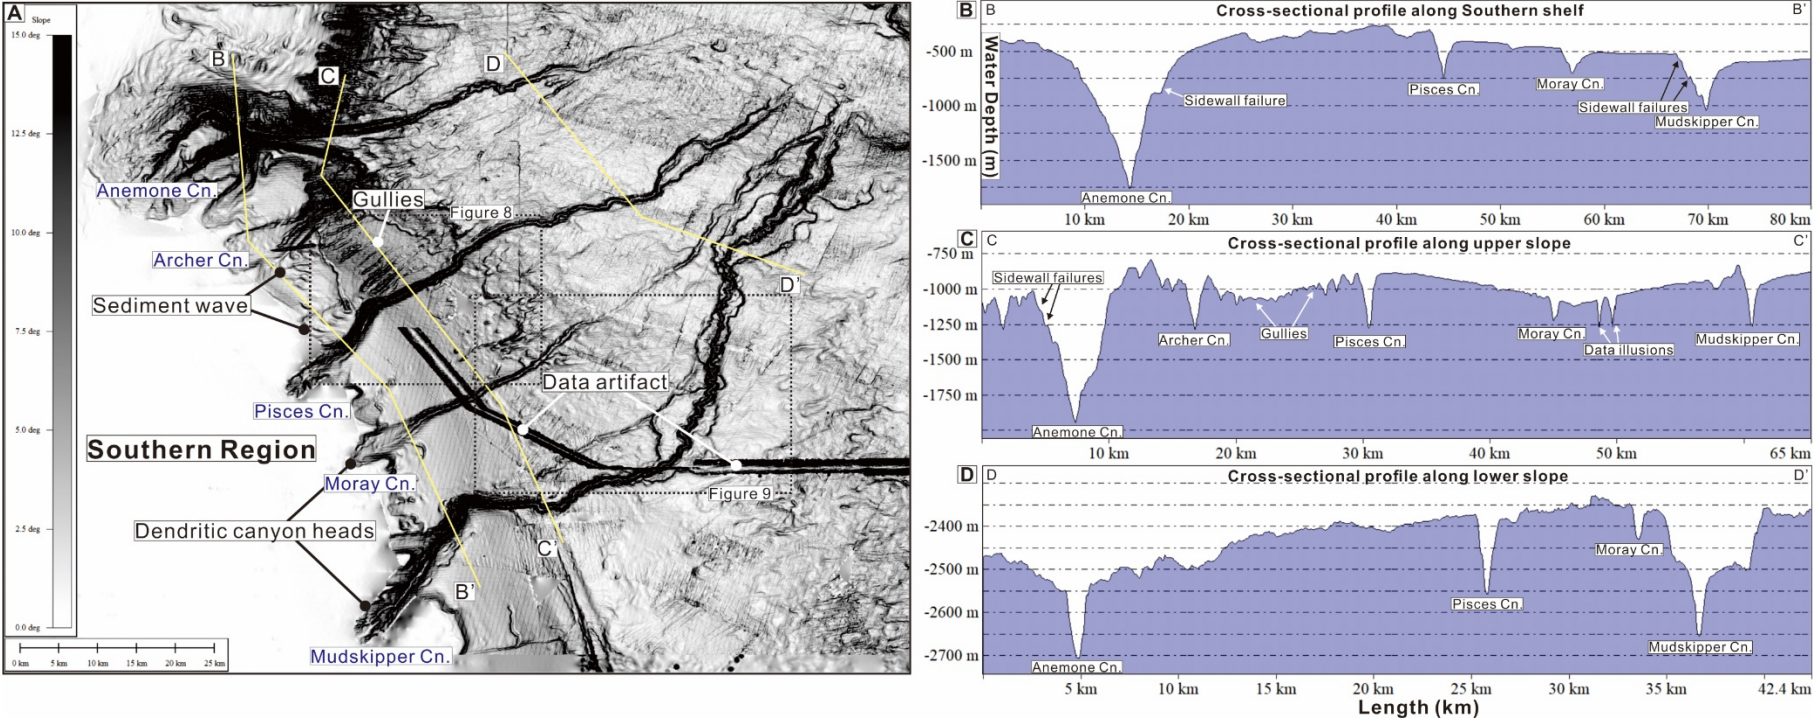 A
Slope
15.0 deg
12.5 deg
10.0 deg
7.5 deg
5.0 deg
2.5 deg
0.0 deg
0 km 5 km 10 km 15 km 20 km 25 km
B
C
D
Anemone Cn.
Gullies
Figure 8
Archer Cn.
D'
Sediment wave
Data artifact
Pisces Cn.
Southern Region
Moray Cn.
Figure 9
Dendritic canyon heads
C'
B'
Mudskipper Cn.
B
B Cross-sectional profile along Southern shelf B'
Water Depth (m)
-500 m
-1000 m
-1500 m
Pisces Cn.
Moray Cn.
Sidewall failure
Sidewall failures
Mudskipper Cn.
Anemone Cn.
10 km 20 km 30 km 40 km 50 km 60 km 70 km 80 km
C
C Cross-sectional profile along upper slope C'
-750 m
-1000 m
-1250 m
-1500 m
-1750 m
Sidewall failures
Archer Cn.
Gullies
Pisces Cn.
Moray Cn.
Data illusions
Mudskipper Cn.
Anemone Cn.
10 km 20 km 30 km 40 km 50 km 65 km
D
D Cross-sectional profile along lower slope D'
-2400 m
-2500 m
-2600 m
-2700 m
Moray Cn.
Pisces Cn.
Mudskipper Cn.
Anemone Cn.
5 km 10 km 15 km 20 km 25 km 30 km 35 km 42.4 km
Length (km)